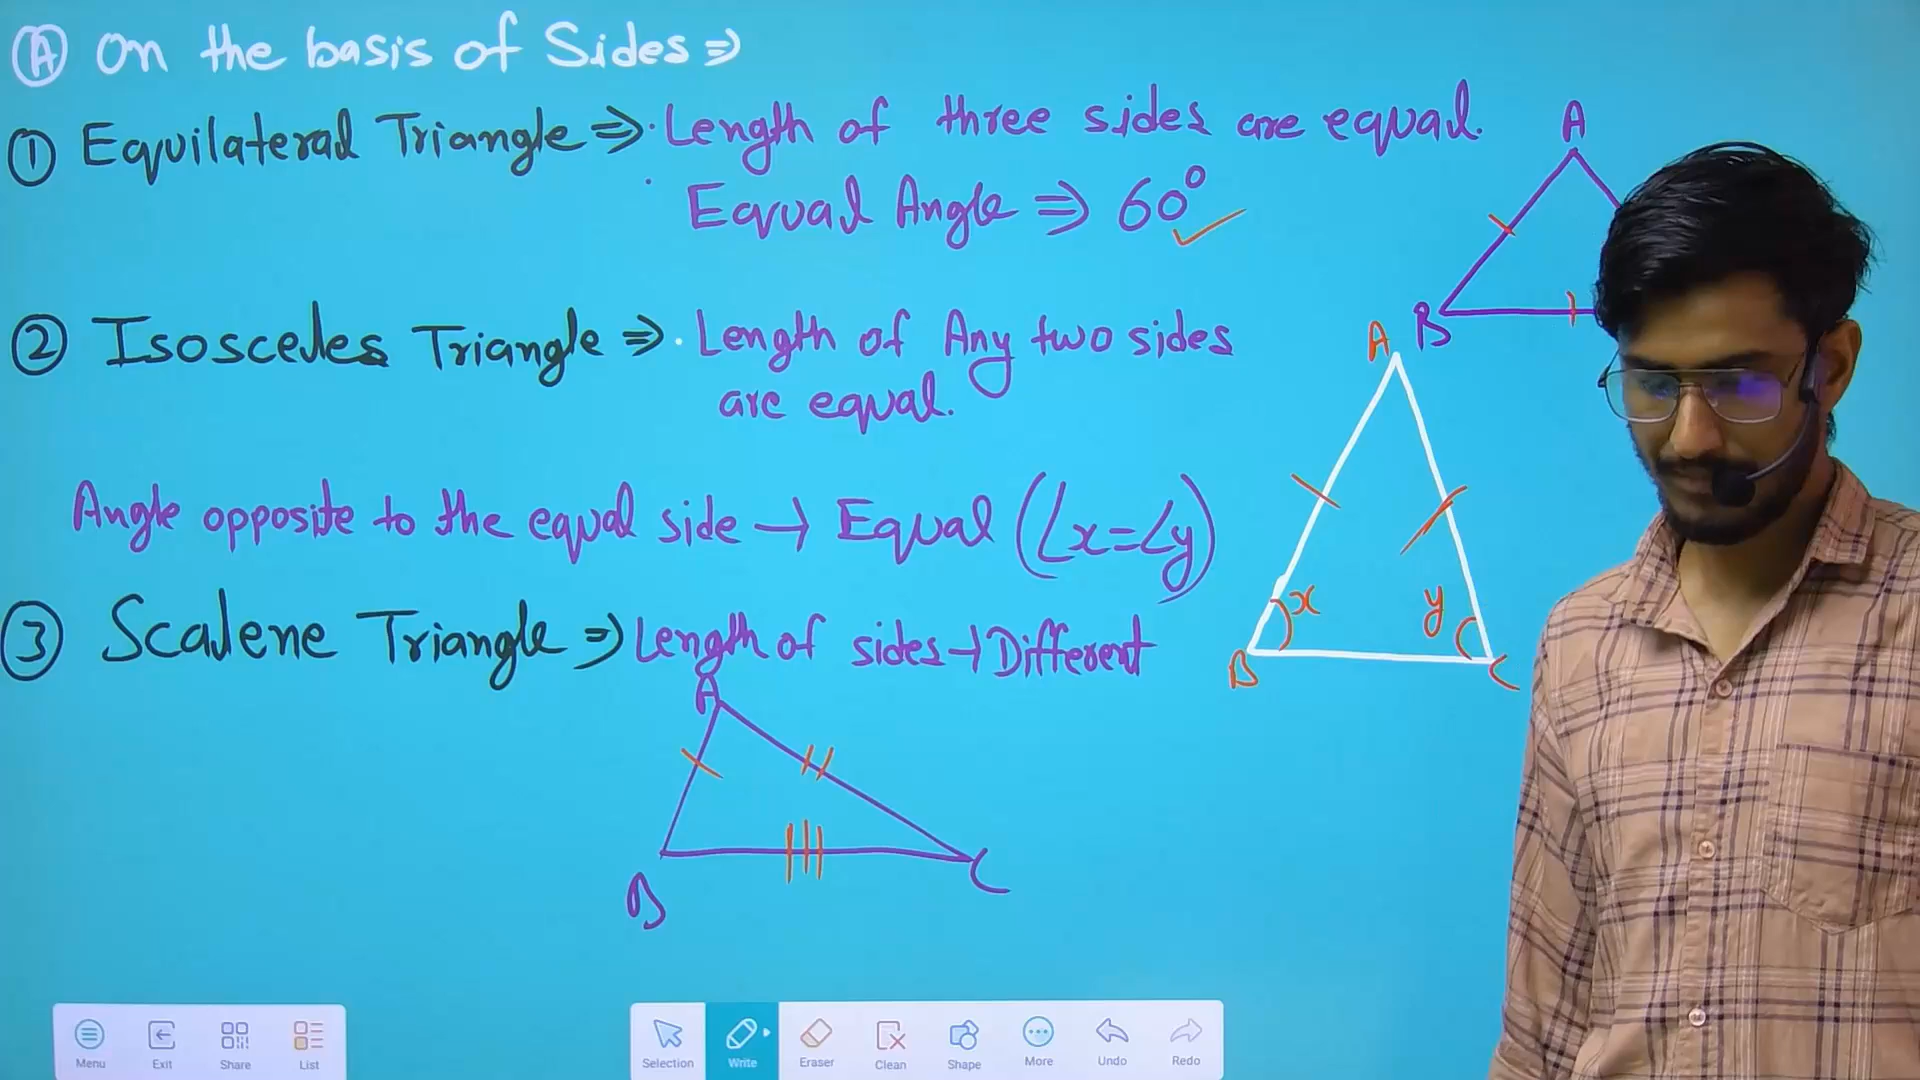 (A) On the basis of Sides ⇒
① Equilateral Triangle ⇒ · Length of three sides are equal.
· Equal Angle ⇒ 60°
② Isosceles Triangle ⇒ · Length of Any two sides
are equal.
Angle opposite to the equal side → Equal (∠x=∠y)
③ Scalene Triangle ⇒ Length of sides → Different
A
B
A
x
y
B
C
A
B
C
Menu
Exit
Share
List
Selection
Write
Eraser
Clean
Shape
More
Undo
Redo